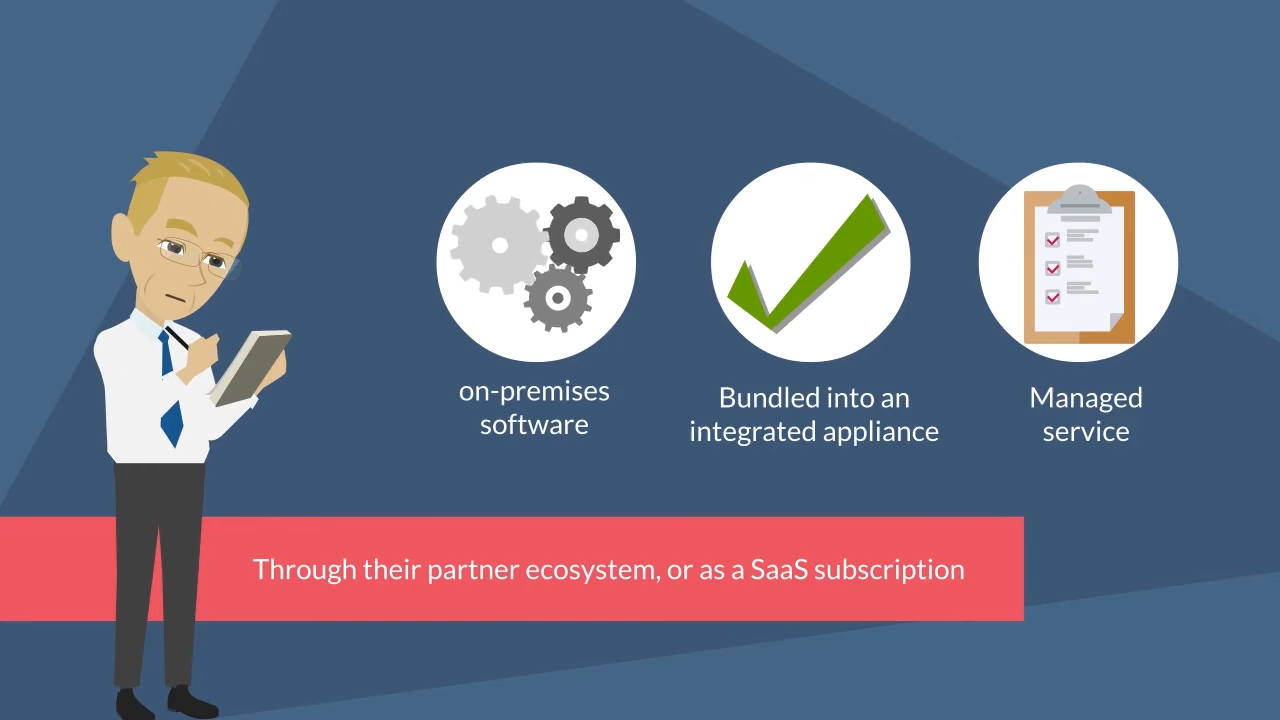 on-premises
software
Bundled into an
integrated appliance
Managed
service
Through their partner ecosystem, or as a SaaS subscription